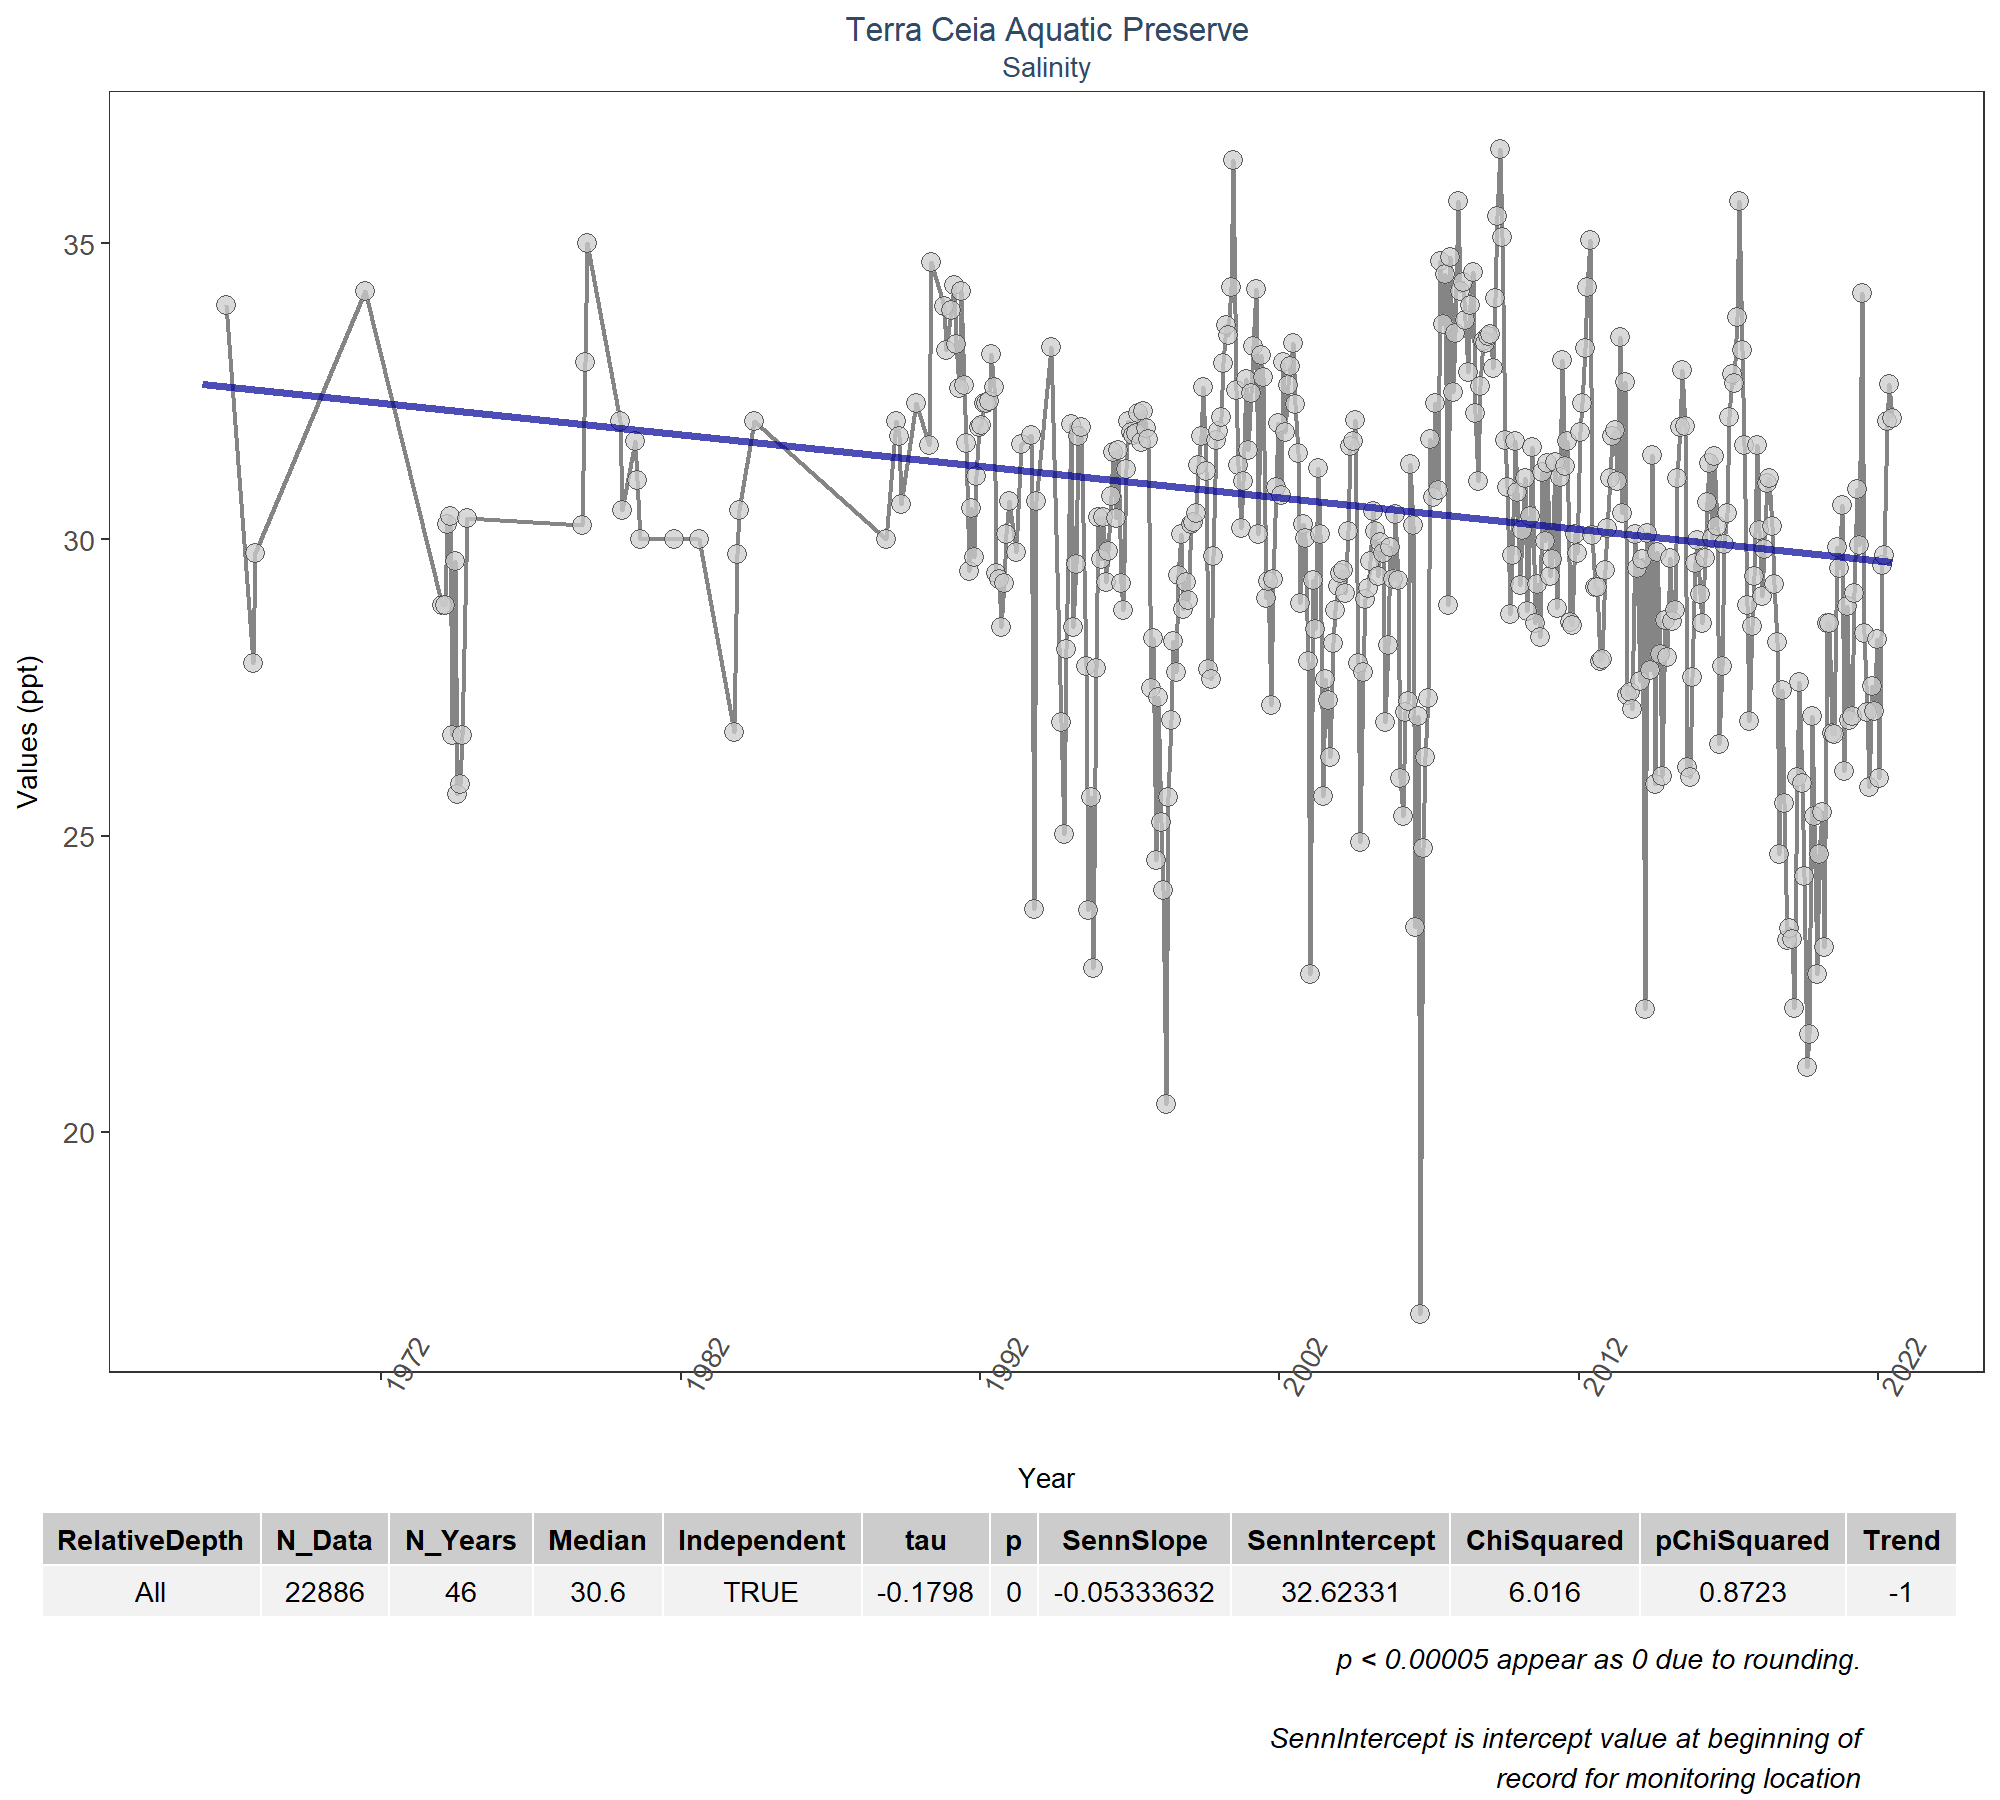 Terra Ceia Aquatic Preserve
Salinity
Values (ppt)
35
30
25
20
1972 1982 1992 2002 2012 2022
Year
RelativeDepth N_Data N_Years Median Independent tau p SennSlope SennIntercept ChiSquared pChiSquared Trend
All 22886 46 30.6 TRUE -0.1798 0 -0.05333632 32.62331 6.016 0.8723 -1
p < 0.00005 appear as 0 due to rounding.
SennIntercept is intercept value at beginning of
record for monitoring location